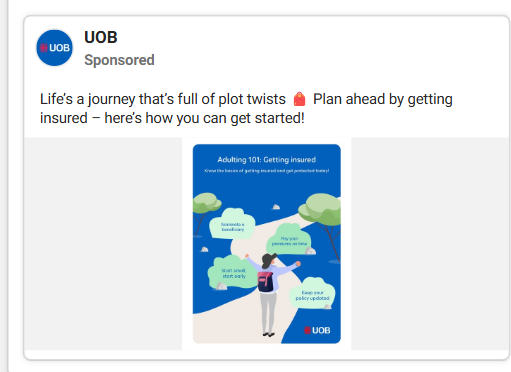 UOB
UOB
Sponsored
Life's a journey that's full of plot twists Plan ahead by getting
insured – here's how you can get started!
Adulting 101: Getting insured
Know the basics of getting insured and get protected today!
Nominate a
beneficiary
Pay your
premiums on time
Start small,
start early
Keep your
policy updated
UOB